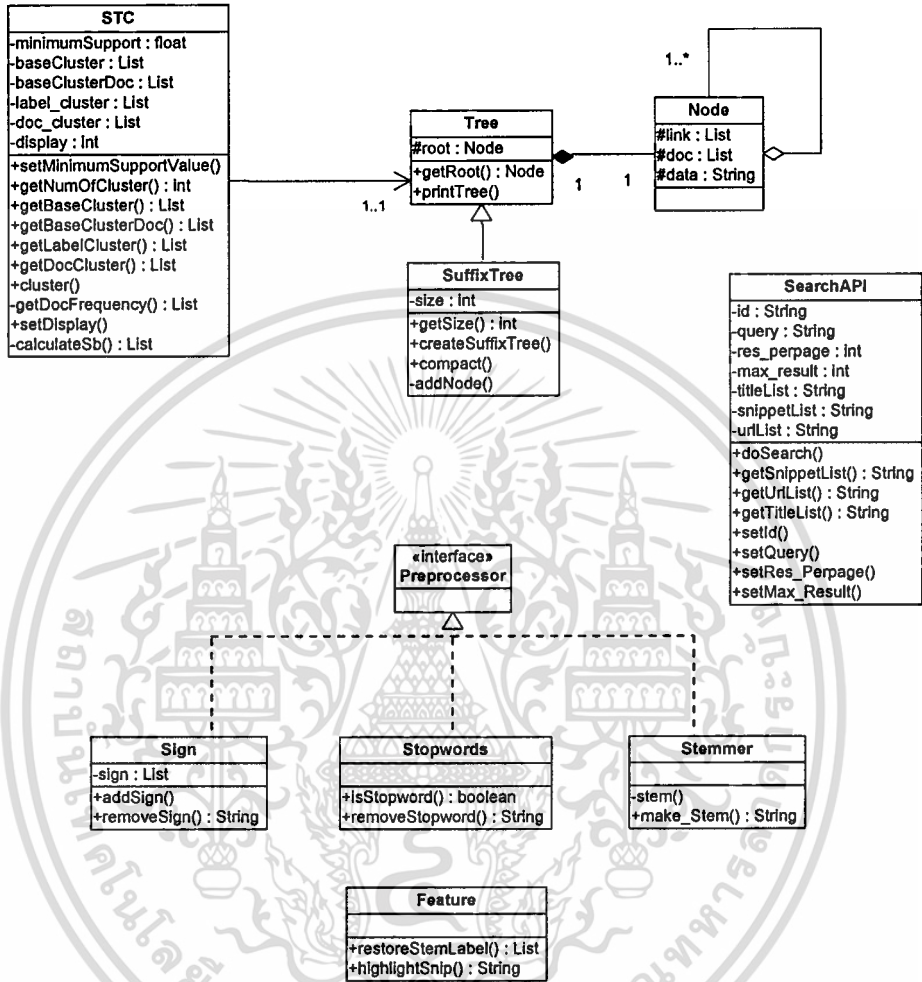 STC
-minimumSupport : float
-baseCluster : List
-baseClusterDoc : List
-label_cluster : List
-doc_cluster : List
-display : int
+setMinimumSupportValue()
+getNumOfCluster() : int
+getBaseCluster() : List
+getBaseClusterDoc() : List
+getLabelCluster() : List
+getDocCluster() : List
+cluster()
-getDocFrequency() : List
+setDisplay()
-calculateSb() : List
1..1
Tree
#root : Node
+getRoot() : Node
+printTree()
1
1
1..*
Node
#link : List
#doc : List
#data : String
SuffixTree
-size : int
+getSize() : int
+createSuffixTree()
+compact()
-addNode()
SearchAPI
-id : String
-query : String
-res_perpage : int
-max_result : int
-titleList : String
-snippetList : String
-urlList : String
+doSearch()
+getSnippetList() : String
+getUrlList() : String
+getTitleList() : String
+setId()
+setQuery()
+setRes_Perpage()
+setMax_Result()
«interface»
Preprocessor
Sign
-sign : List
+addSign()
+removeSign() : String
Stopwords
+isStopword() : boolean
+removeStopword() : String
Stemmer
-stem()
+make_Stem() : String
Feature
+restoreStemLabel() : List
+highlightSnip() : String